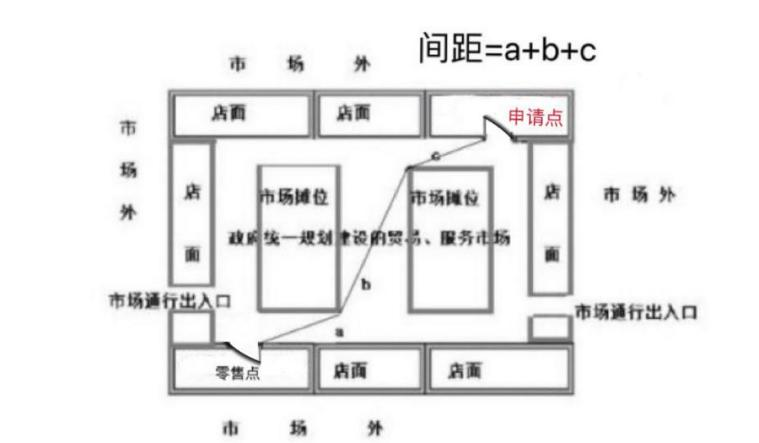 间距=a+b+c
市 场 外
店面
店面
申请点
市场外
c
店面
市场摊位
市场摊位
店面
市 场 外
政府统一规划建设的贸易、服务市场
b
市场通行出入口
市场通行出入口
a
零售点
店面
店面
市 场 外